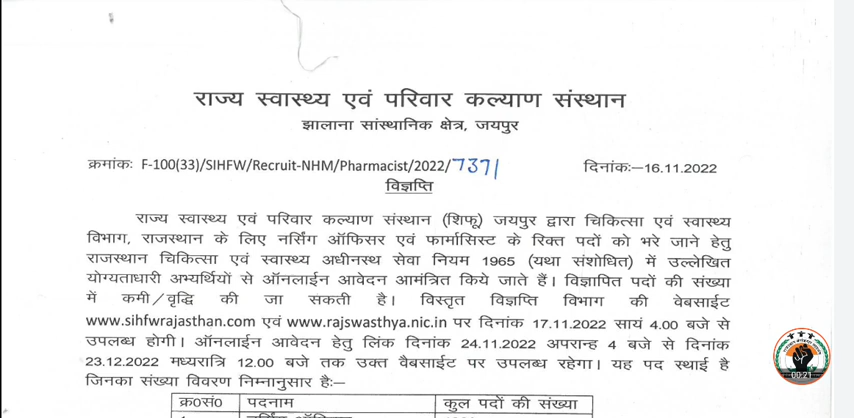 राज्य स्वास्थ्य एवं परिवार कल्याण संस्थान
झालाना सांस्थानिक क्षेत्र, जयपुर
क्रमांकः F-100(33)/SIHFW/Recruit-NHM/Pharmacist/2022/7371 दिनांकः—16.11.2022
विज्ञप्ति
राज्य स्वास्थ्य एवं परिवार कल्याण संस्थान (शिफू) जयपुर द्वारा चिकित्सा एवं स्वास्थ्य
विभाग, राजस्थान के लिए नर्सिंग ऑफिसर एवं फार्मासिस्ट के रिक्त पदों को भरे जाने हेतु
राजस्थान चिकित्सा एवं स्वास्थ्य अधीनस्थ सेवा नियम 1965 (यथा संशोधित) में उल्लेखित
योग्यताधारी अभ्यर्थियों से ऑनलाईन आवेदन आमंत्रित किये जाते हैं। विज्ञापित पदों की संख्या
में कमी/वृद्धि की जा सकती है। विस्तृत विज्ञप्ति विभाग की वेबसाईट
www.sihfwrajasthan.com एवं www.rajswasthya.nic.in पर दिनांक 17.11.2022 सायं 4.00 बजे से
उपलब्ध होगी। ऑनलाईन आवेदन हेतु लिंक दिनांक 24.11.2022 अपरान्ह 4 बजे से दिनांक
23.12.2022 मध्यरात्रि 12.00 बजे तक उक्त वैबसाईट पर उपलब्ध रहेगा। यह पद स्थाई है
जिनका संख्या विवरण निम्नानुसार हैः—
क्र०सं० पदनाम कुल पदों की संख्या
00:21